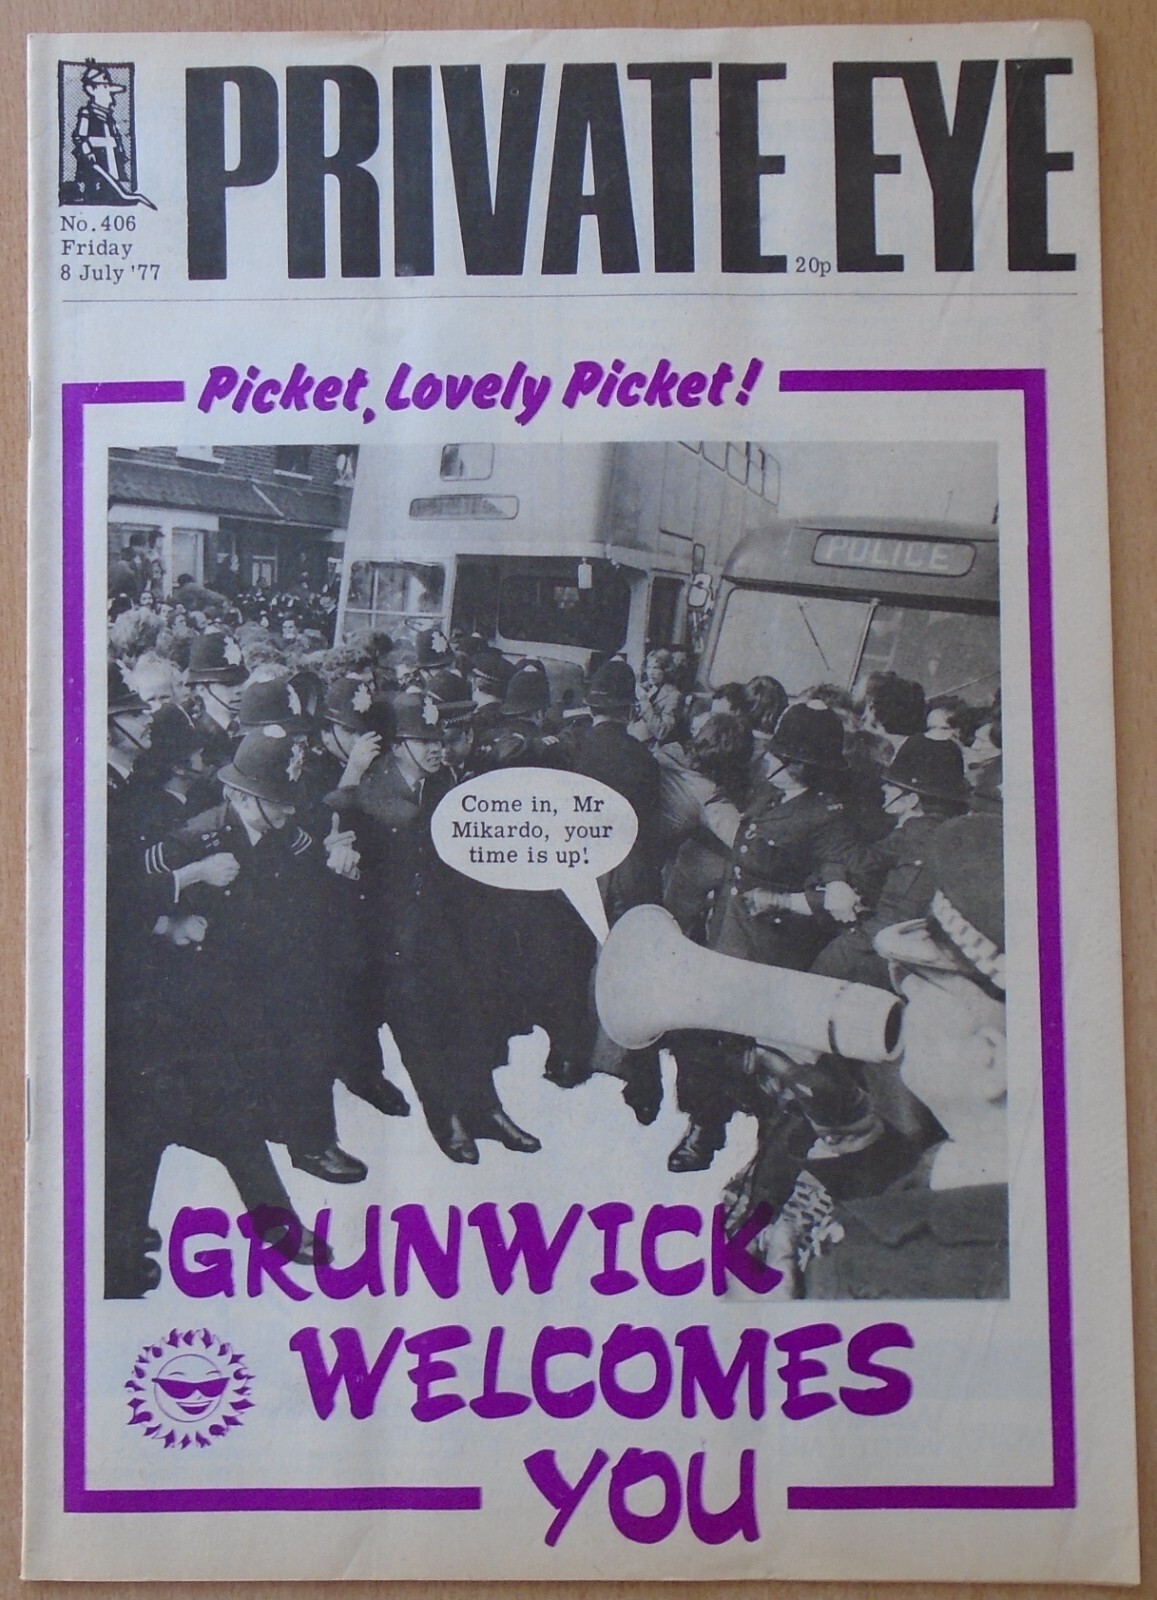 PRIVATE EYE
No. 406
Friday
8 July '77
20p
Picket, Lovely Picket!
POLICE
Come in, Mr
Mikardo, your
time is up!
GRUNWICK
WELCOMES
YOU